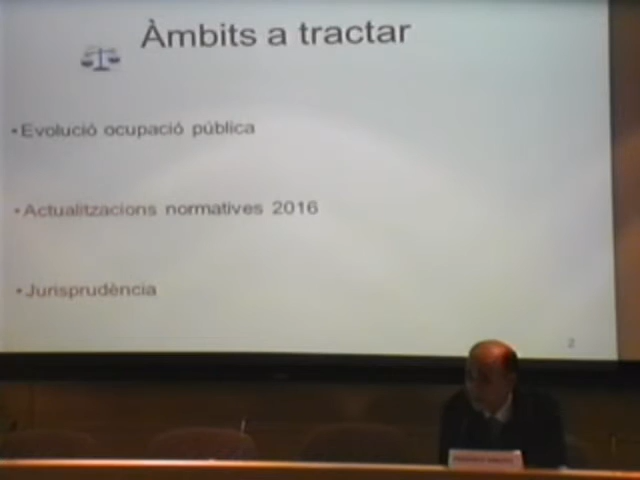 Àmbits a tractar
•Evolució ocupació pública
•Actualitzacions normatives 2016
•Jurisprudència
2